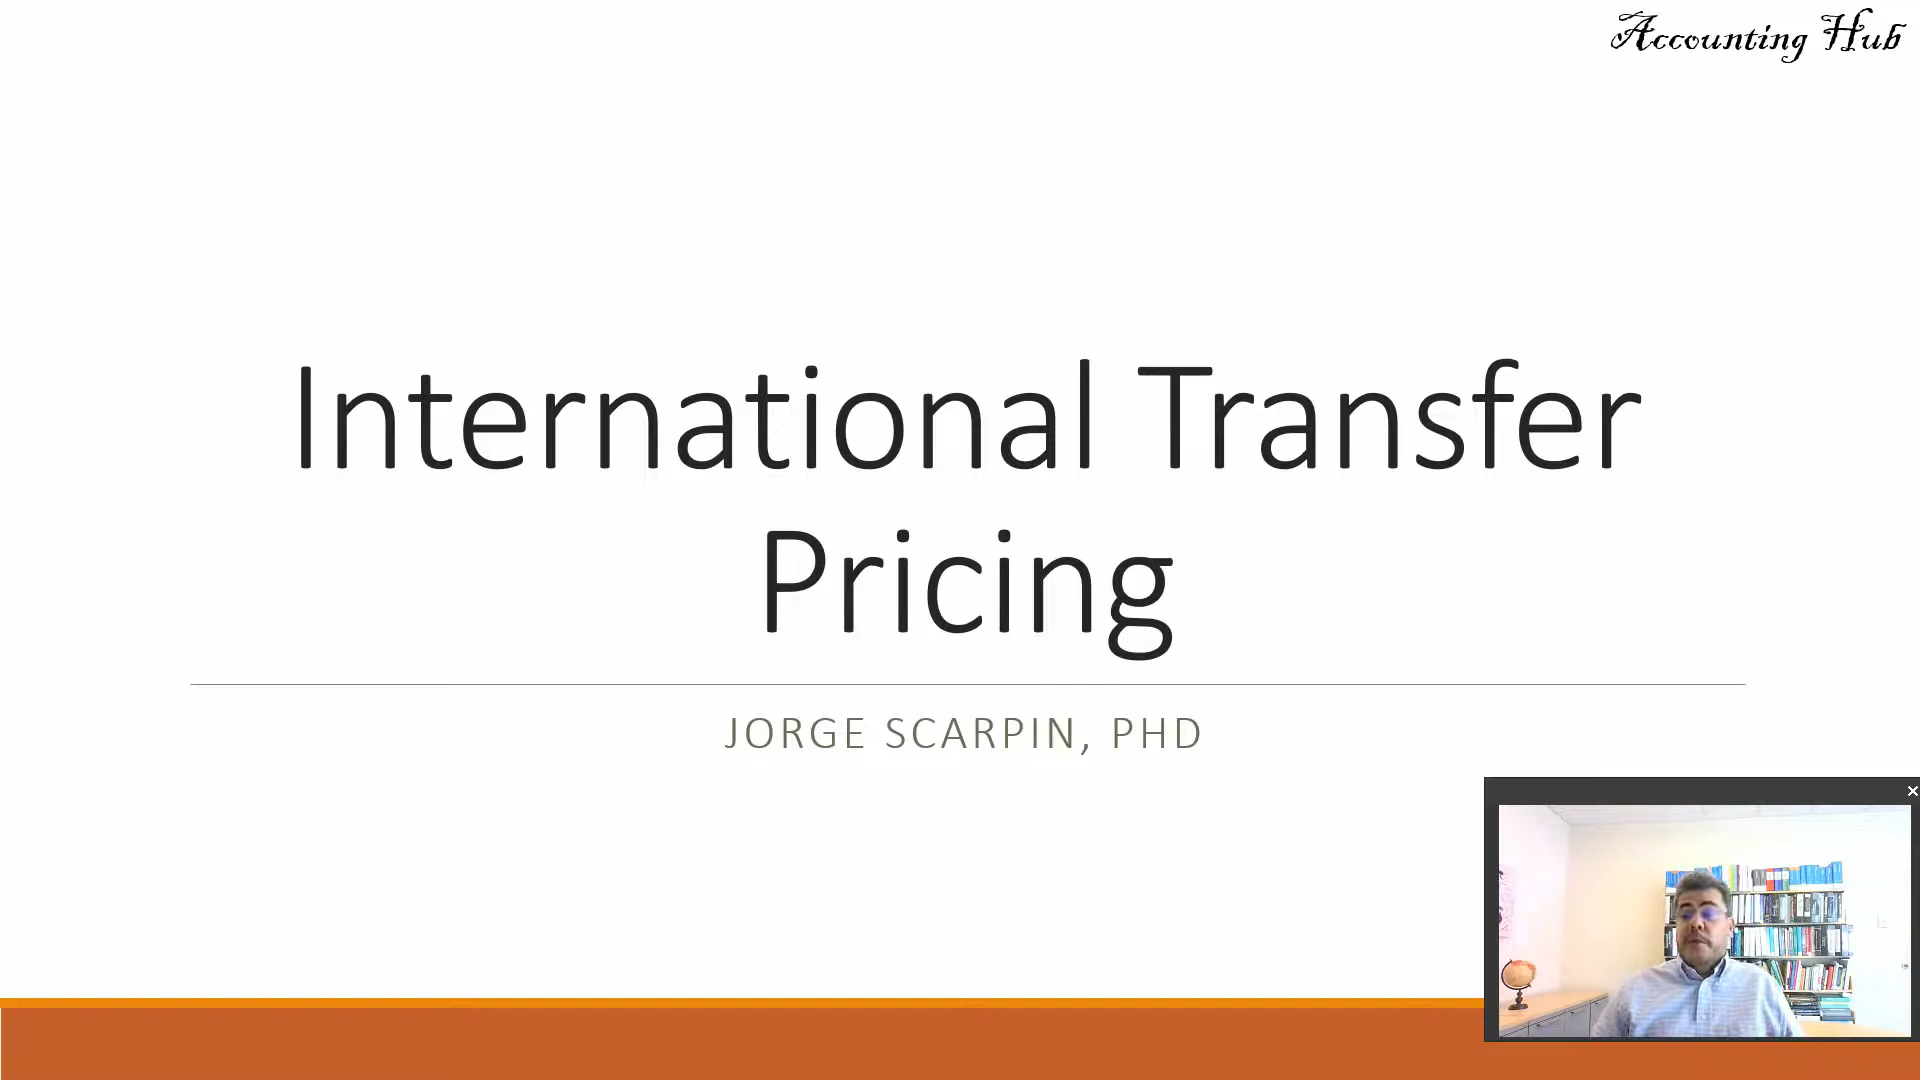 Accounting Hub
International Transfer
Pricing
JORGE SCARPIN, PHD